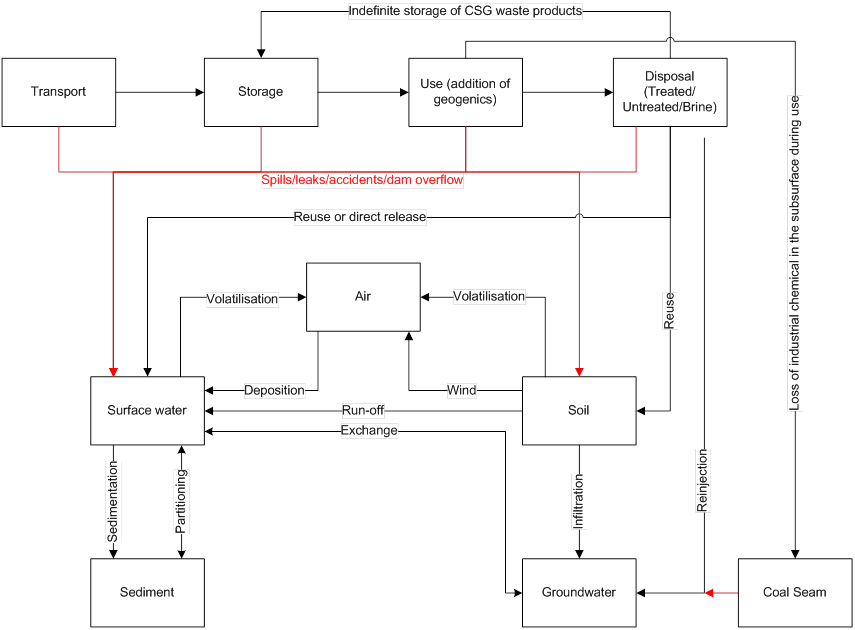 Indefinite storage of CSG waste products
Transport
Storage
Use (addition of
geogenics)
Disposal
(Treated/
Untreated/Brine)
Spills/leaks/accidents/dam overflow
Reuse or direct release
Loss of industrial chemical in the subsurface during use
Volatilisation
Air
Volatilisation
Reuse
Deposition
Wind
Surface water
Run-off
Soil
Exchange
Sedimentation
Partitioning
Infiltration
Reinjection
Sediment
Groundwater
Coal Seam